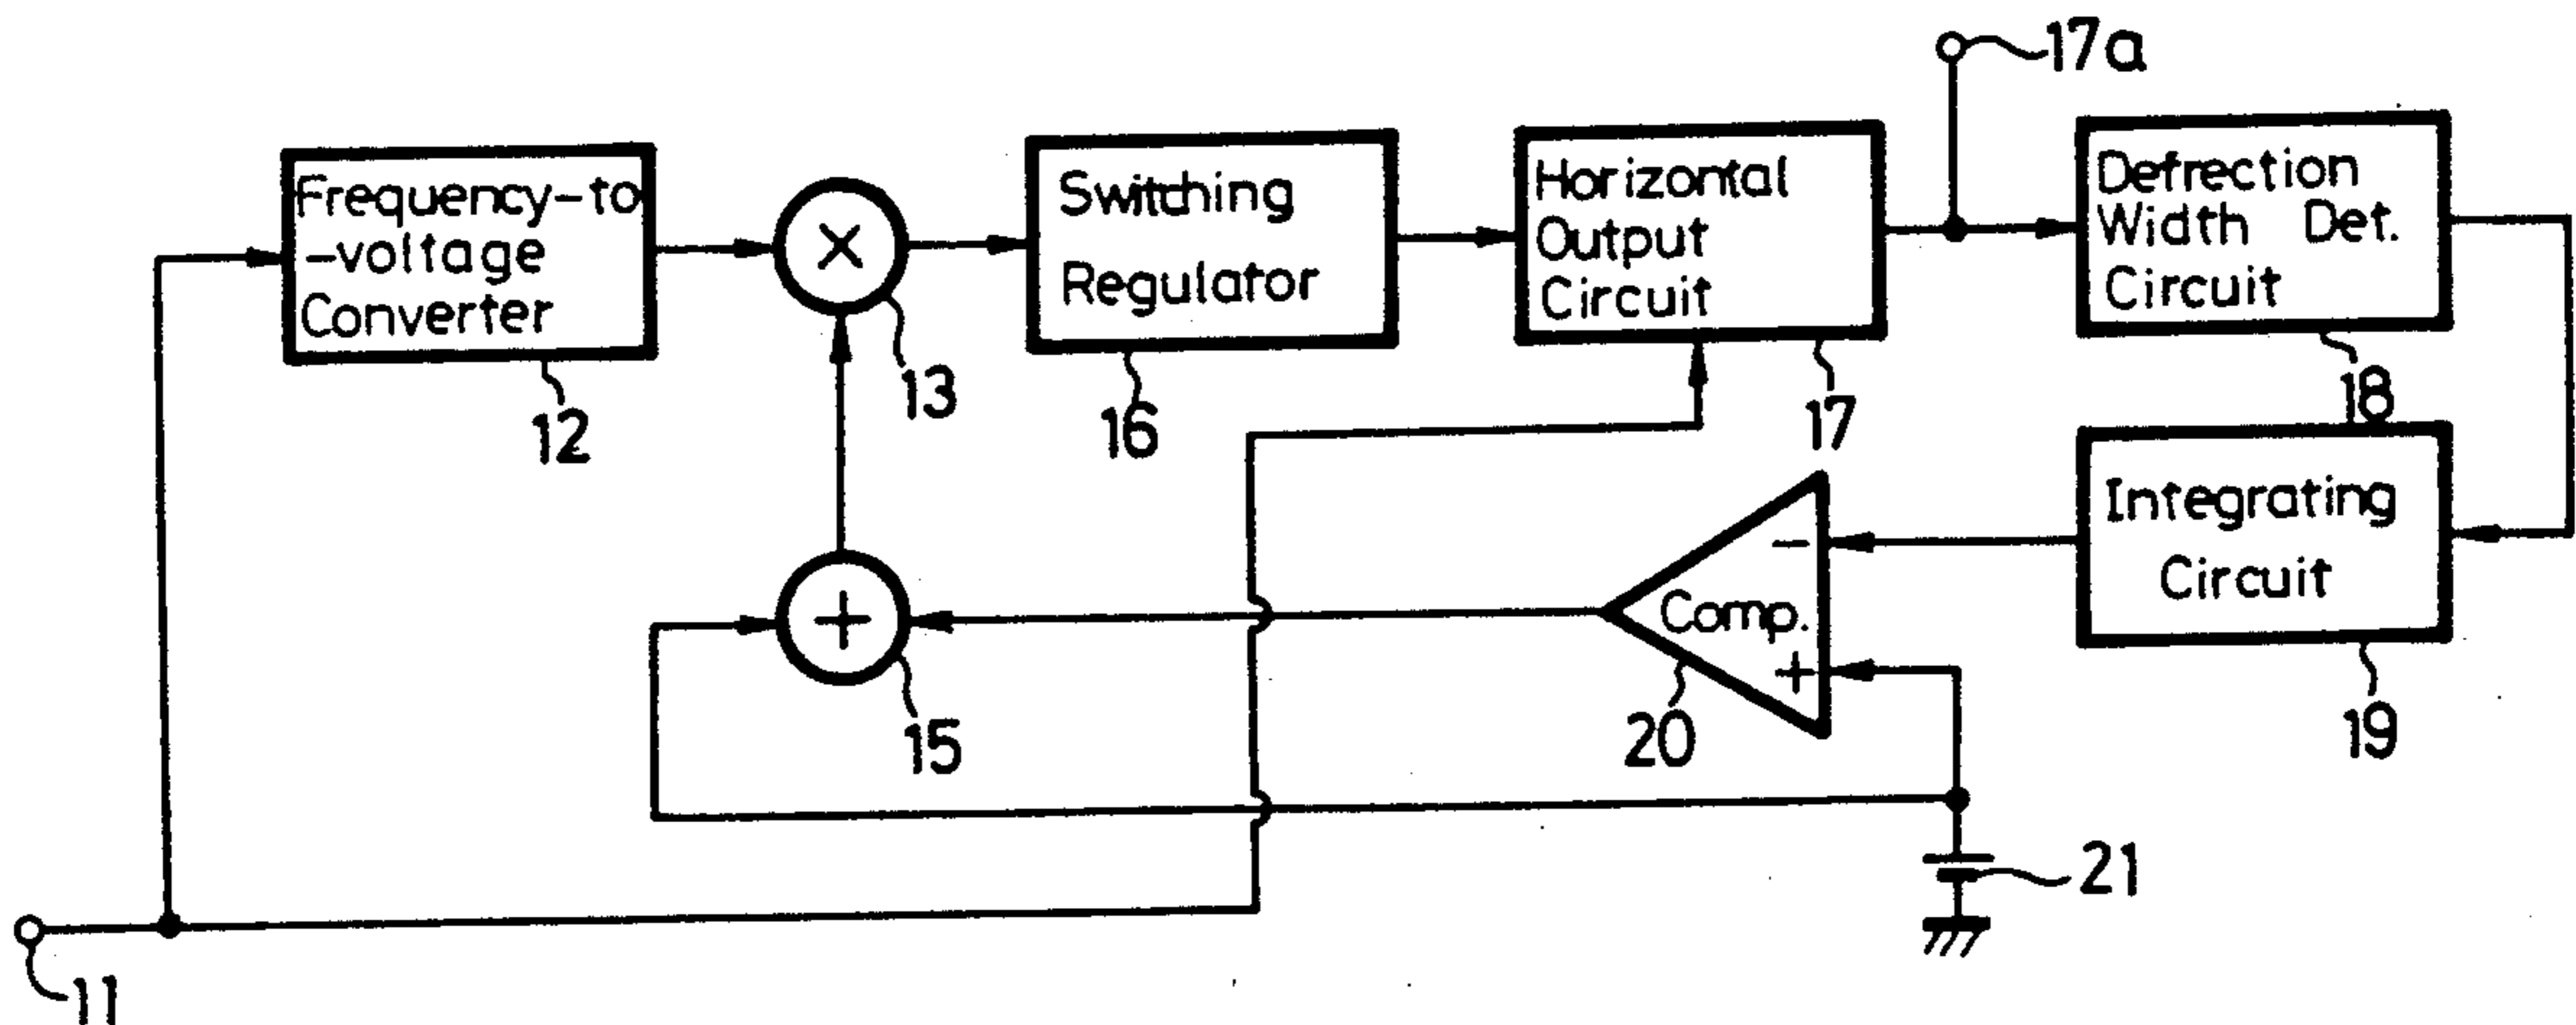 17a
Frequency-to
-voltage
Converter
12
×
13
Switching
Regulator
16
Horizontal
Output
Circuit
17
Defrection
Width Det.
Circuit
18
Integrating
Circuit
19
-
Comp.
+
20
+
15
21
11